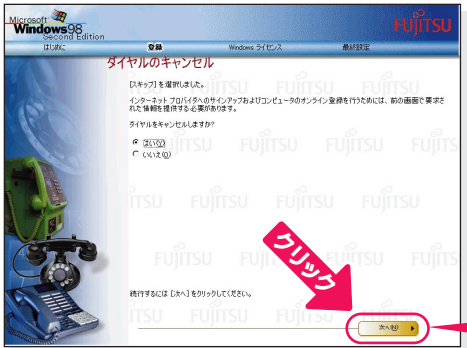 Microsoft
Windows98
Second Edition
FUJITSU
はじめに 登録 Windows ライセンス 最終設定
ダイヤルのキャンセル
[スキップ] を選択しました。
インターネット プロバイダへのサインアップおよびコンピュータのオンライン登録を行うためには、前の画面で要求さ
れた情報を提供する必要があります。
ダイヤルをキャンセルしますか?
はい(Y)
いいえ(O)
クリック
続行するには [次へ] をクリックしてください。
次へ(N)